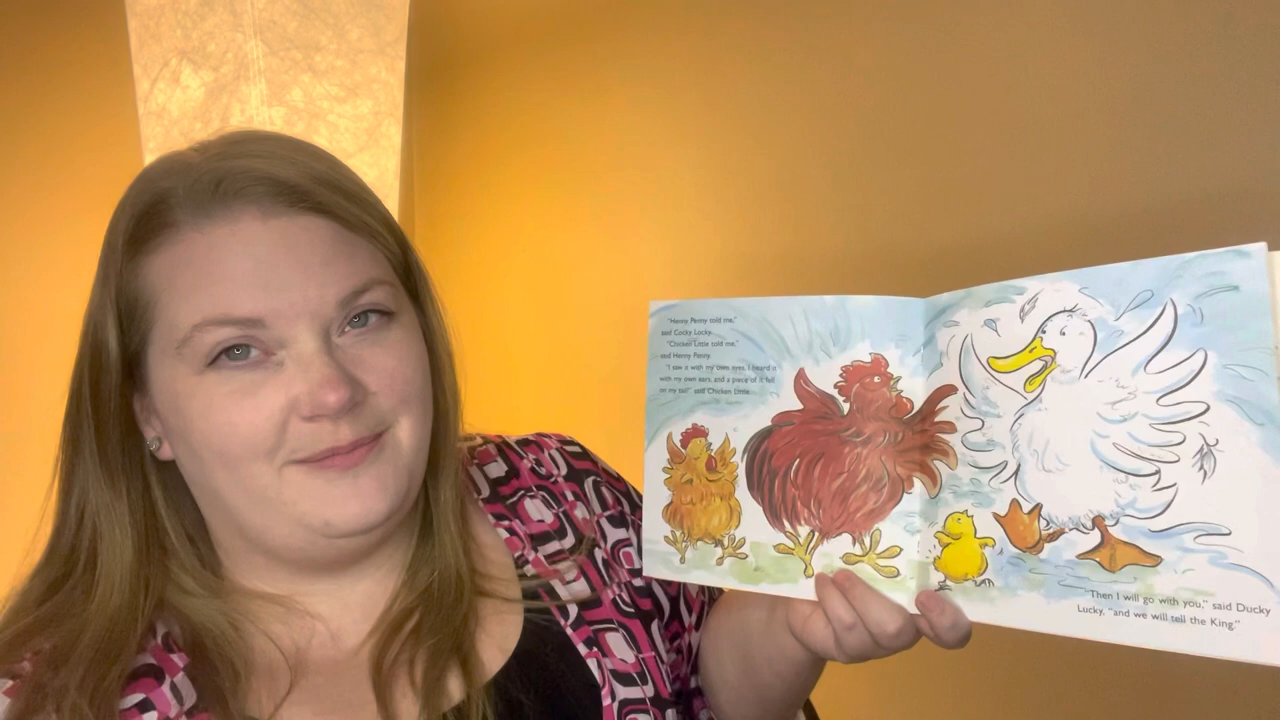 "Henny Penny told me,"
said Cocky Locky.
"Chicken Little told me,"
said Henny Penny.
"I saw it with my own eyes, I heard it
with my own ears, and a piece of it fell
on my tail!" said Chicken Little.
"Then I will go with you," said Ducky
Lucky, "and we will tell the King."